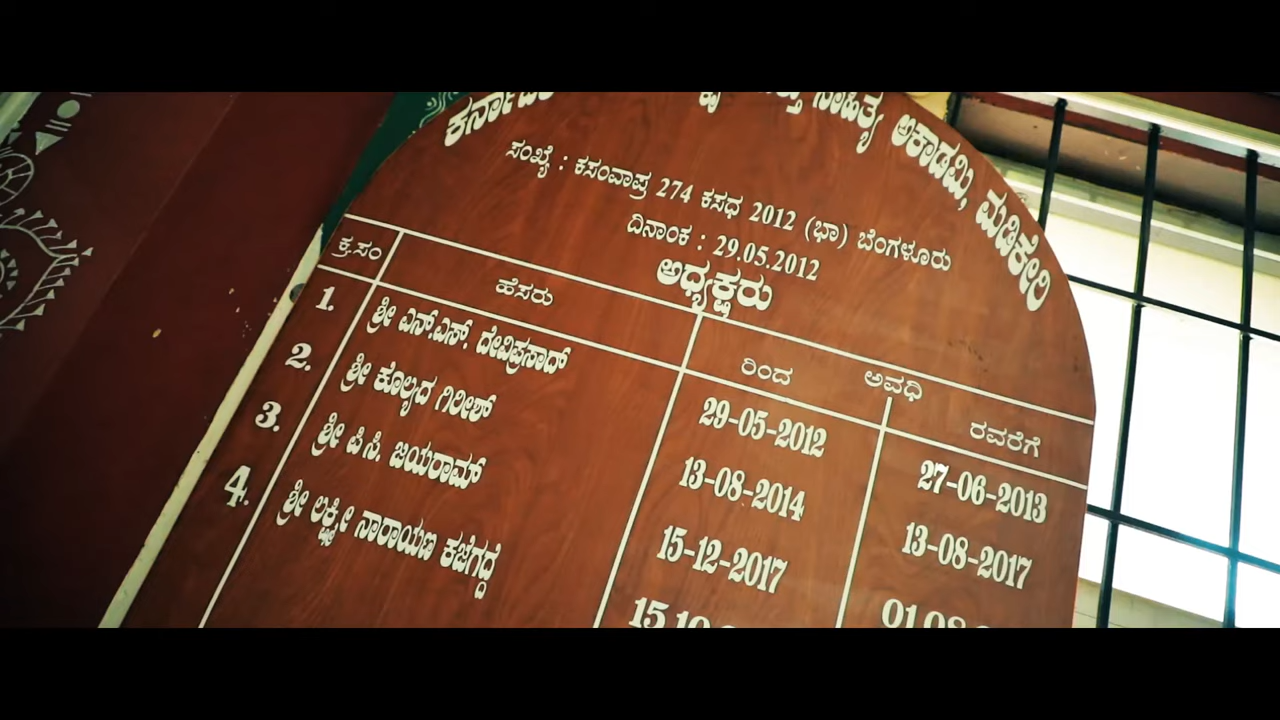 ಸಾಹಿತ್ಯ ಅಕಾಡಮಿ, ಮಡಿಕೇರಿ
ಸಂಖ್ಯೆ : ಕಸಂವಾಪ್ರ 274 ಕಸಧ 2012 (ಭಾ) ಬೆಂಗಳೂರು
ದಿನಾಂಕ : 29.05.2012
ಅಧ್ಯಕ್ಷರು
ಕ್ರ.ಸಂ ಹೆಸರು ಅವಧಿ
ರಿಂದ ರವರೆಗೆ
1. ಶ್ರೀ ಎನ್.ಎಸ್. ದೇವಿಪ್ರಸಾದ್ 29-05-2012 27-06-2013
2. ಶ್ರೀ ಕೊಲ್ಯದ ಗಿರೀಶ್ 13-08-2014 13-08-2017
3. ಶ್ರೀ ಪಿ.ಸಿ. ಜಯರಾಮ್ 15-12-2017
4. ಶ್ರೀ ಲಕ್ಷ್ಮೀ ನಾರಾಯಣ ಕಜೆಗದ್ದೆ